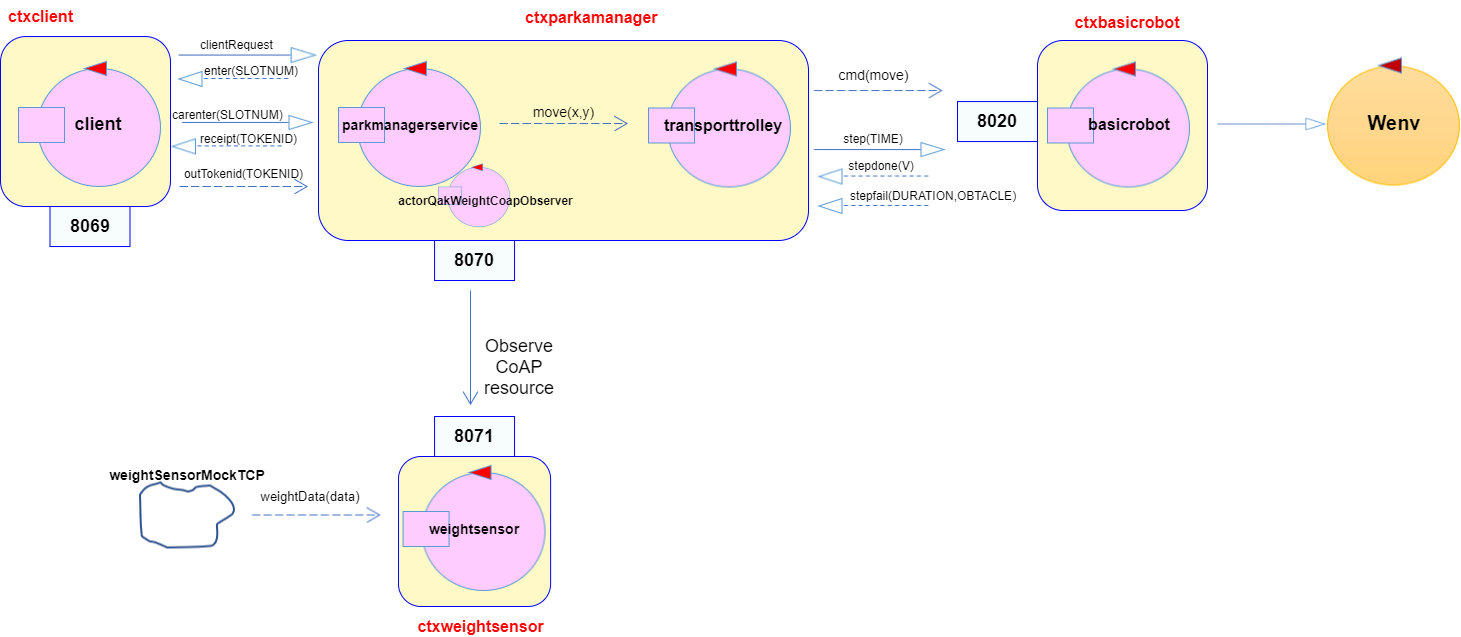 ctxclient
ctxparkamanager
ctxbasicrobot
clientRequest
enter(SLOTNUM)
carenter(SLOTNUM)
receipt(TOKENID)
outTokenid(TOKENID)
client
8069
parkmanagerservice
actorQakWeightCoapObserver
move(x,y)
transporttrolley
8070
cmd(move)
step(TIME)
stepdone(V)
stepfail(DURATION,OBTACLE)
8020
basicrobot
Wenv
Observe
CoAP
resource
8071
weightSensorMockTCP
weightData(data)
weightsensor
ctxweightsensor